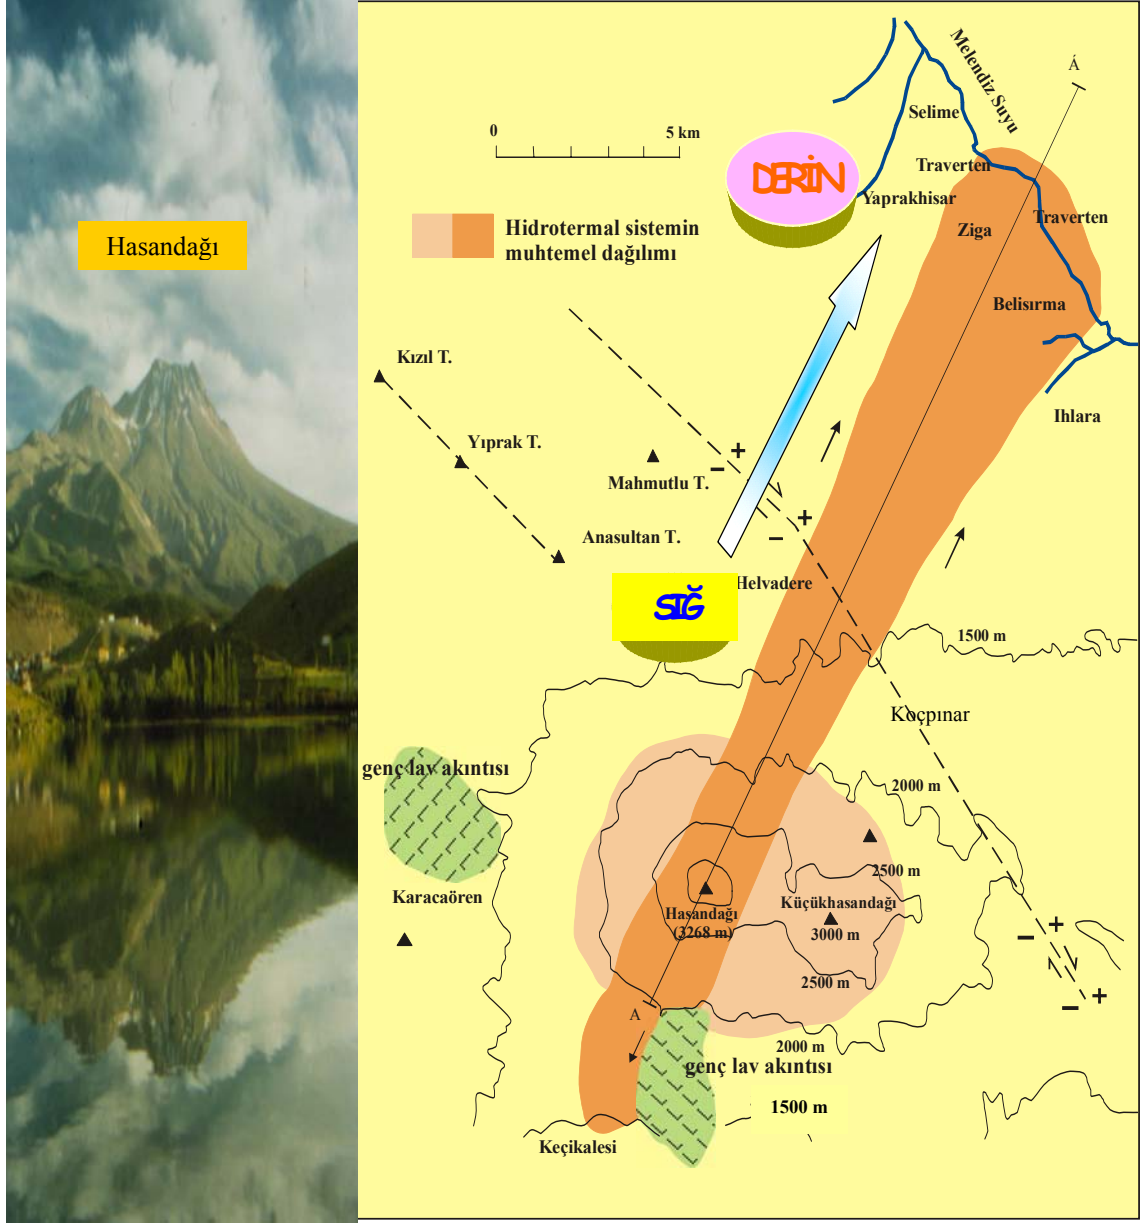 Hasandağı
Melendiz Suyu
Á
Selime
0
5 km
Traverten
DERİN
Yaprakhisar
Traverten
Ziga
Hidrotermal sistemin
muhtemel dağılımı
Belisırma
Kızıl T.
Ihlara
Yıprak T.
+
−
Mahmutlu T.
+
−
Anasultan T.
Helvadere
SIĞ
1500 m
Koçpınar
genç lav akıntısı
2000 m
2500 m
Karacaören
Küçükhasandağı
Hasandağı
(3268 m)
3000 m
+
−
2500 m
+
−
A
2000 m
genç lav akıntısı
1500 m
Keçikalesi